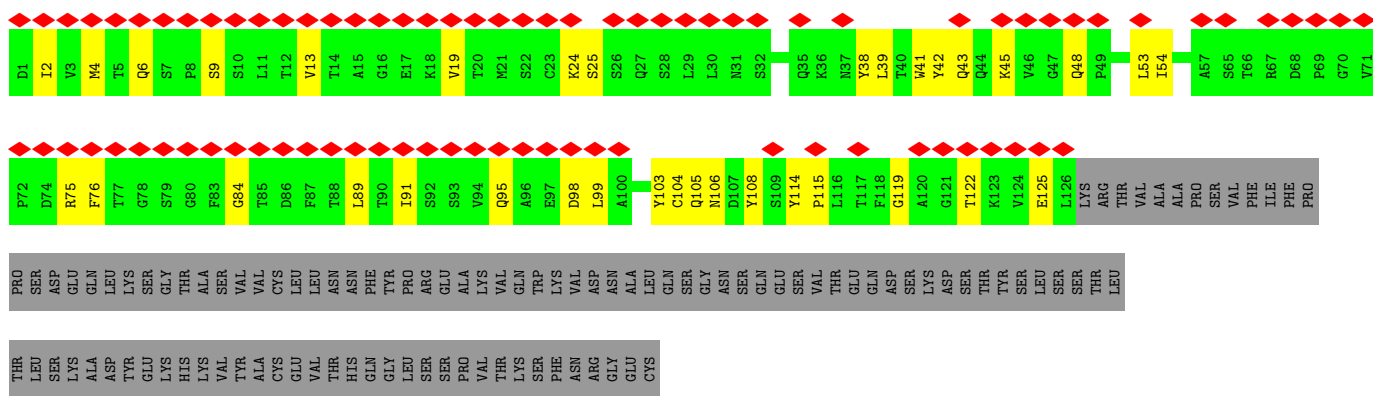 D1 I2 V3 M4 T5 Q6 S7 P8 S9 S10 L11 T12 V13 T14 A15 G16 E17 K18 V19 T20 M21 S22 C23 K24 S25 S26 Q27 S28 L29 L30 N31 S32 Q35 K36 N37 Y38 L39 T40 W41 Y42 Q43 Q44 K45 V46 G47 Q48 P49 L53 I54 A57 S65 T66 R67 D68 P69 G70 V71
P72 D74 R75 F76 T77 G78 S79 G80 F83 G84 T85 D86 F87 T88 L89 T90 I91 S92 S93 V94 Q95 A96 E97 D98 L99 A100 Y103 C104 Q105 N106 D107 Y108 S109 Y114 P115 L116 T117 F118 G119 A120 G121 T122 K123 V124 E125 L126 LYS ARG THR VAL ALA ALA PRO SER VAL PHE ILE PHE PRO
PRO SER ASP GLU GLN LEU LYS SER GLY THR ALA SER VAL VAL CYS LEU LEU ASN ASN PHE TYR PRO ARG GLU ALA LYS VAL GLN TRP LYS VAL ASP ASN ALA LEU GLN SER GLY ASN SER GLN GLU SER VAL THR GLU GLN ASP SER LYS ASP SER THR TYR SER LEU SER SER THR LEU
THR LEU SER LYS ALA ASP TYR GLU LYS HIS LYS VAL TYR ALA CYS GLU VAL THR HIS GLN GLY LEU SER SER PRO VAL THR LYS SER PHE ASN ARG GLY GLU CYS